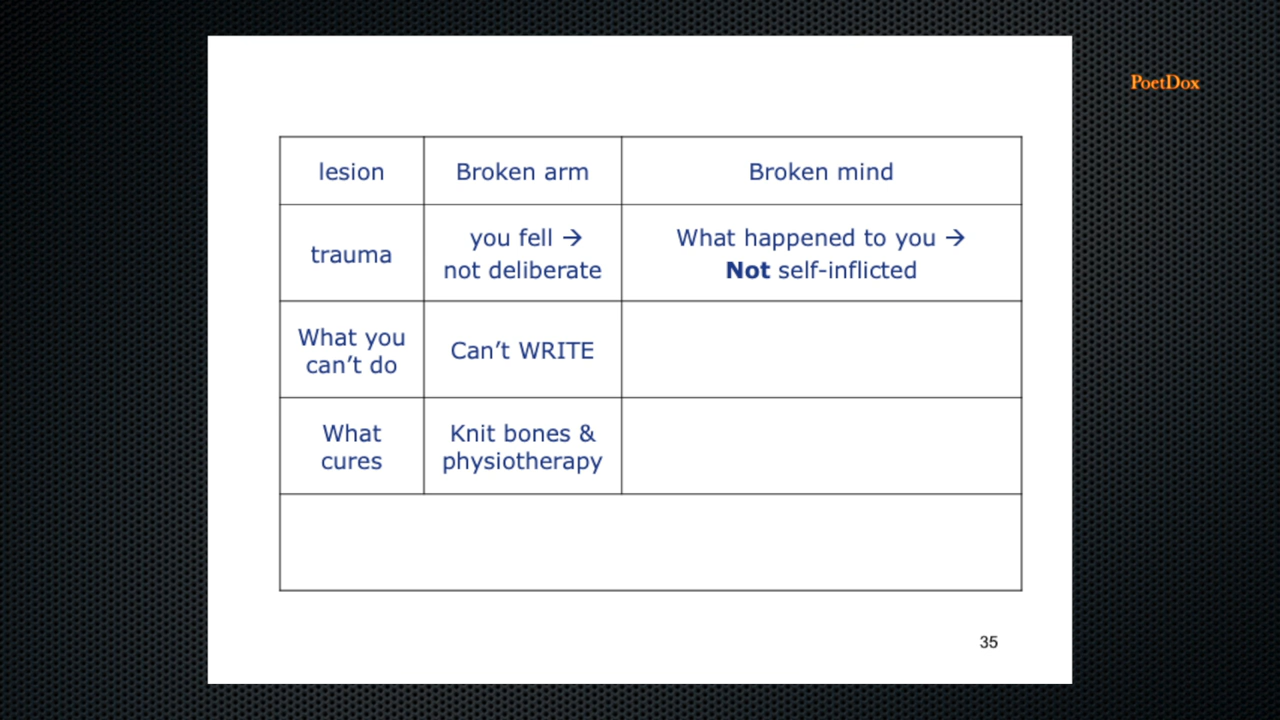 PoetDox
lesion
Broken arm
Broken mind
trauma
you fell →
not deliberate
What happened to you →
Not self-inflicted
What you
can’t do
Can’t WRITE
What
cures
Knit bones &
physiotherapy
35